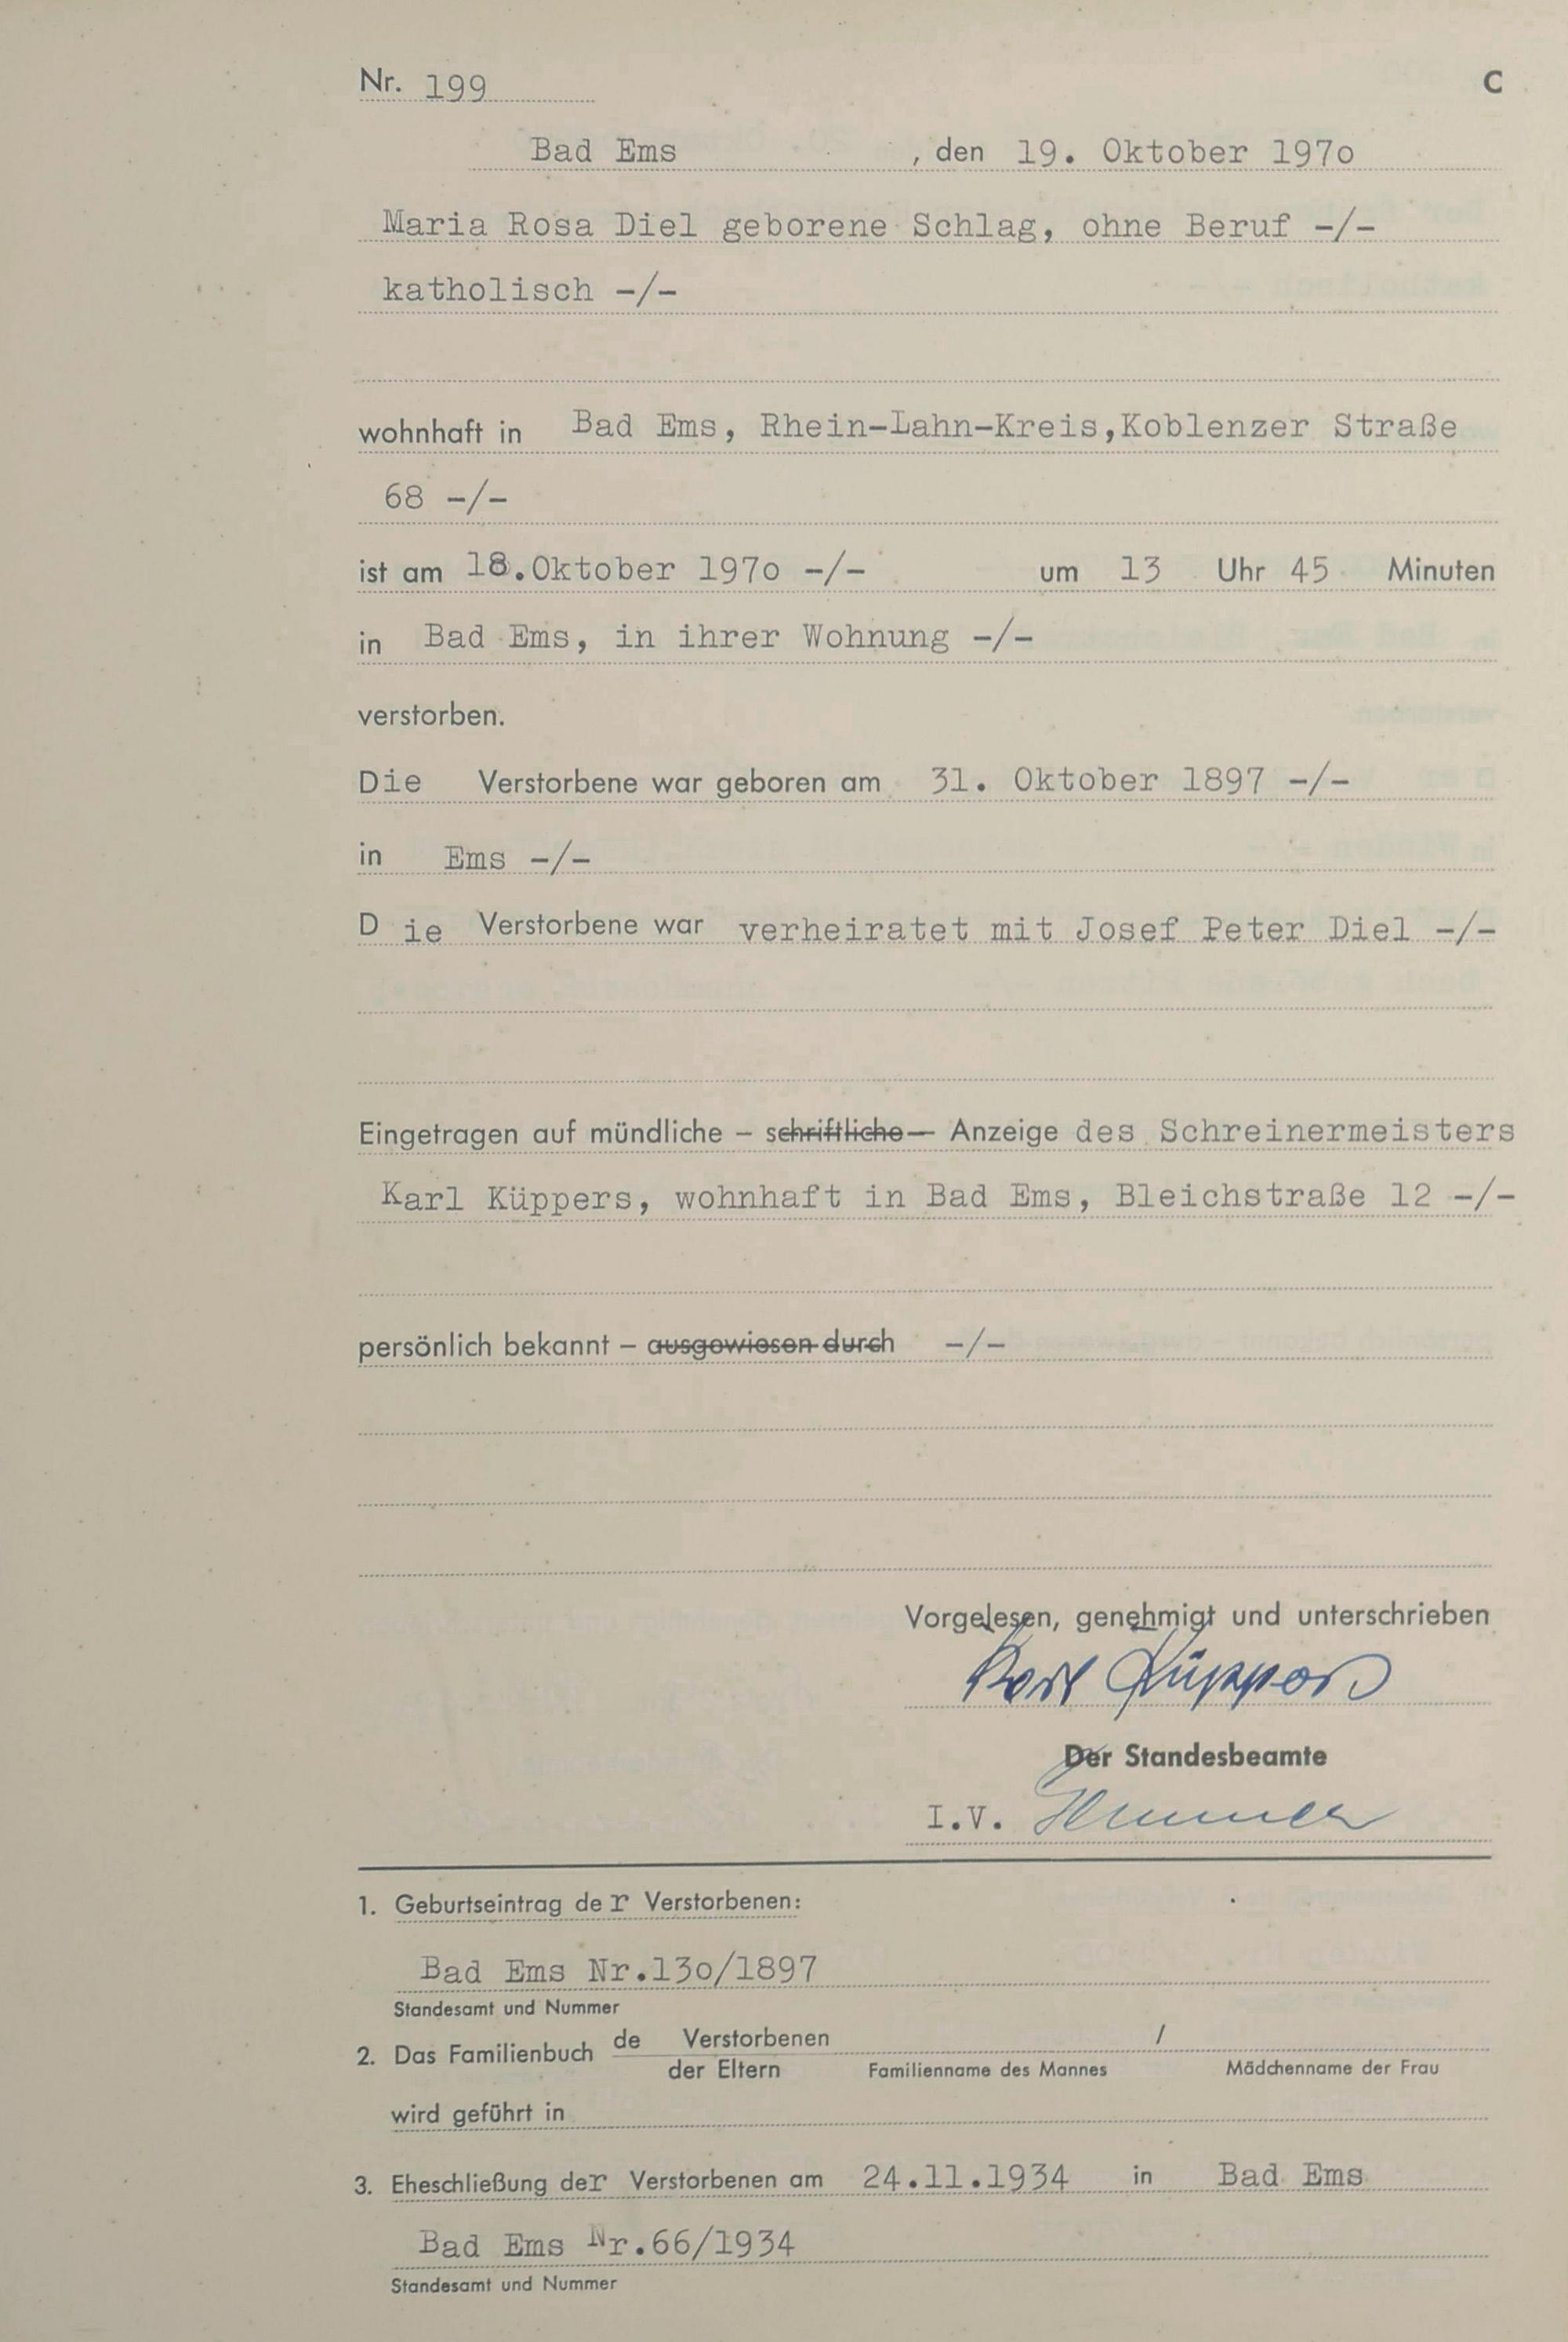 Nr. 199 C
Bad Ems , den 19. Oktober 197o
Maria Rosa Diel geborene Schlag, ohne Beruf -/-
katholisch -/-
wohnhaft in Bad Ems, Rhein-Lahn-Kreis,Koblenzer Straße
68 -/-
ist am 18.Oktober 197o -/- um 13 Uhr 45 Minuten
in Bad Ems, in ihrer Wohnung -/-
verstorben.
Die Verstorbene war geboren am 31. Oktober 1897 -/-
in Ems -/-
D ie Verstorbene war verheiratet mit Josef Peter Diel -/-
Eingetragen auf mündliche – schriftliche – Anzeige des Schreinermeisters
Karl Küppers, wohnhaft in Bad Ems, Bleichstraße 12 -/-
persönlich bekannt – ausgewiesen durch -/-
Vorgelesen, genehmigt und unterschrieben
Karl Küppers
Der Standesbeamte
I.V.
1. Geburtseintrag der Verstorbenen:
Bad Ems Nr.13o/1897
Standesamt und Nummer
2. Das Familienbuch de Verstorbenen /
der Eltern Familienname des Mannes Mädchenname der Frau
wird geführt in
3. Eheschließung der Verstorbenen am 24.11.1934 in Bad Ems
Bad Ems Nr.66/1934
Standesamt und Nummer